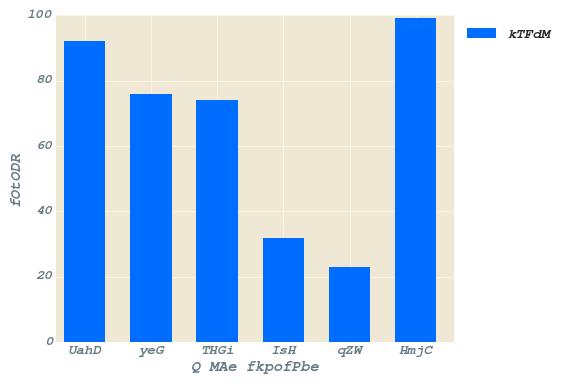 100
80
60
40
20
0
fOtODR
UahD yeG THGi IsH qZW HmjC
Q MAe fkpofPbe
kTFdM